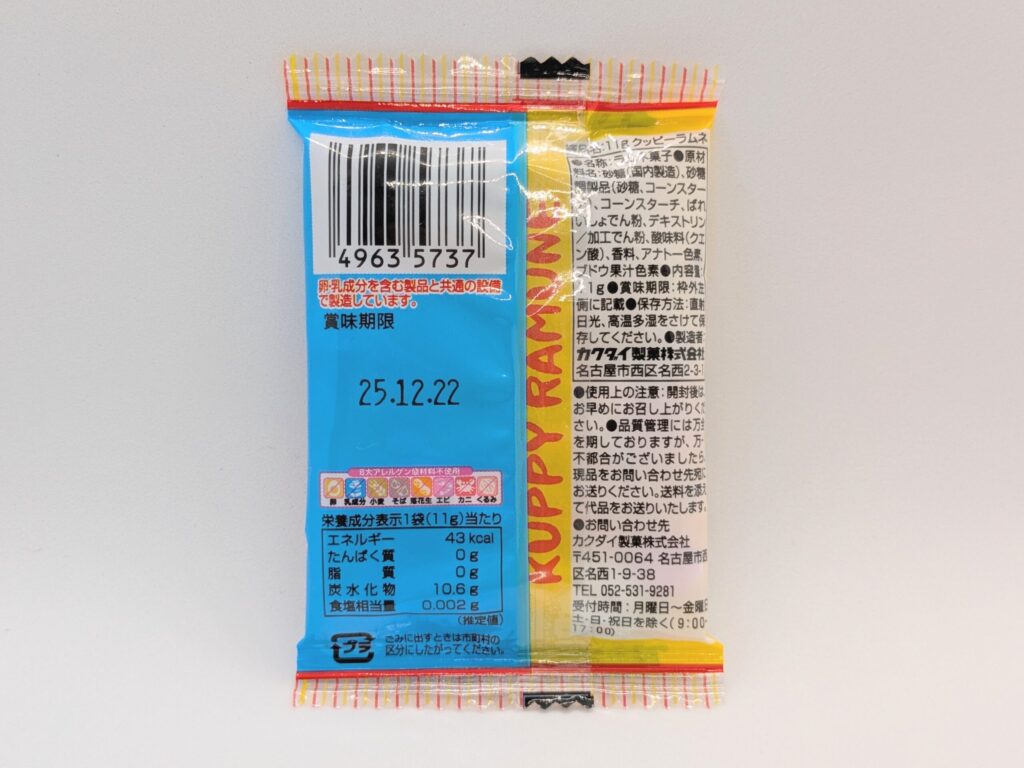 4963 5737
卵・乳成分を含む製品と共通の設備
で製造しています。
賞味期限
25.12.22
8大アレルゲン原材料不使用
卵 乳成分 小麦 そば 落花生 エビ カニ くるみ
栄養成分表示1袋(11g)当たり
エネルギー 43 kcal
たんぱく質 0 g
脂質 0 g
炭水化物 10.6 g
食塩相当量 0.002 g
(推定値)
プラ
ごみに出すときは市町村の
区分にしたがってください。
KUPPY RAMUNE
11gクッピーラムネ
菓子●原材
料名:砂糖(国内製造)、砂糖
調製品(砂糖、コーンスター
、コーンスターチ、ばれ
いしょでん粉、デキストリン
/加工でん粉、酸味料(クエ
ン酸)、香料、アナトー色素、
ブドウ果汁色素●内容量:
1g●賞味期限:枠外左
側に記載●保存方法:直射
日光、高温多湿をさけて保
存してください。●製造者:
カクダイ製菓株式会社
名古屋市西区名西2-3-1
●使用上の注意:開封後は、
お早めにお召し上がりくだ
さい。●品質管理には万全
を期しておりますが、万一
不都合がございましたら、
現品をお問い合わせ先宛に
お送りください。送料を添え
て代品をお送りいたします。
●お問い合わせ先
カクダイ製菓株式会社
〒451-0064 名古屋市西
区名西1-9-38
TEL 052-531-9281
受付時間:月曜日〜金曜日
土・日・祝日を除く(9:00-
17:00)